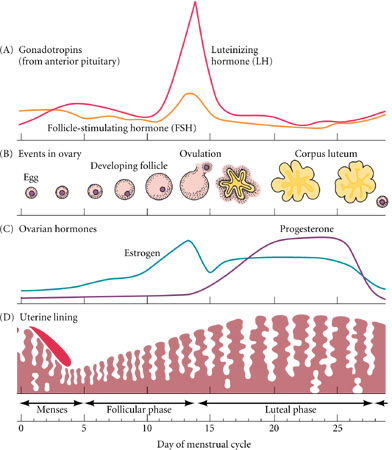 (A) Gonadotropins
(from anterior pituitary)
Luteinizing
hormone (LH)
Follicle-stimulating hormone (FSH)
(B) Events in ovary
Ovulation
Corpus luteum
Developing follicle
Egg
(C) Ovarian hormones
Progesterone
Estrogen
(D) Uterine lining
Menses
Follicular phase
Luteal phase
0 5 10 15 20 25
Day of menstrual cycle